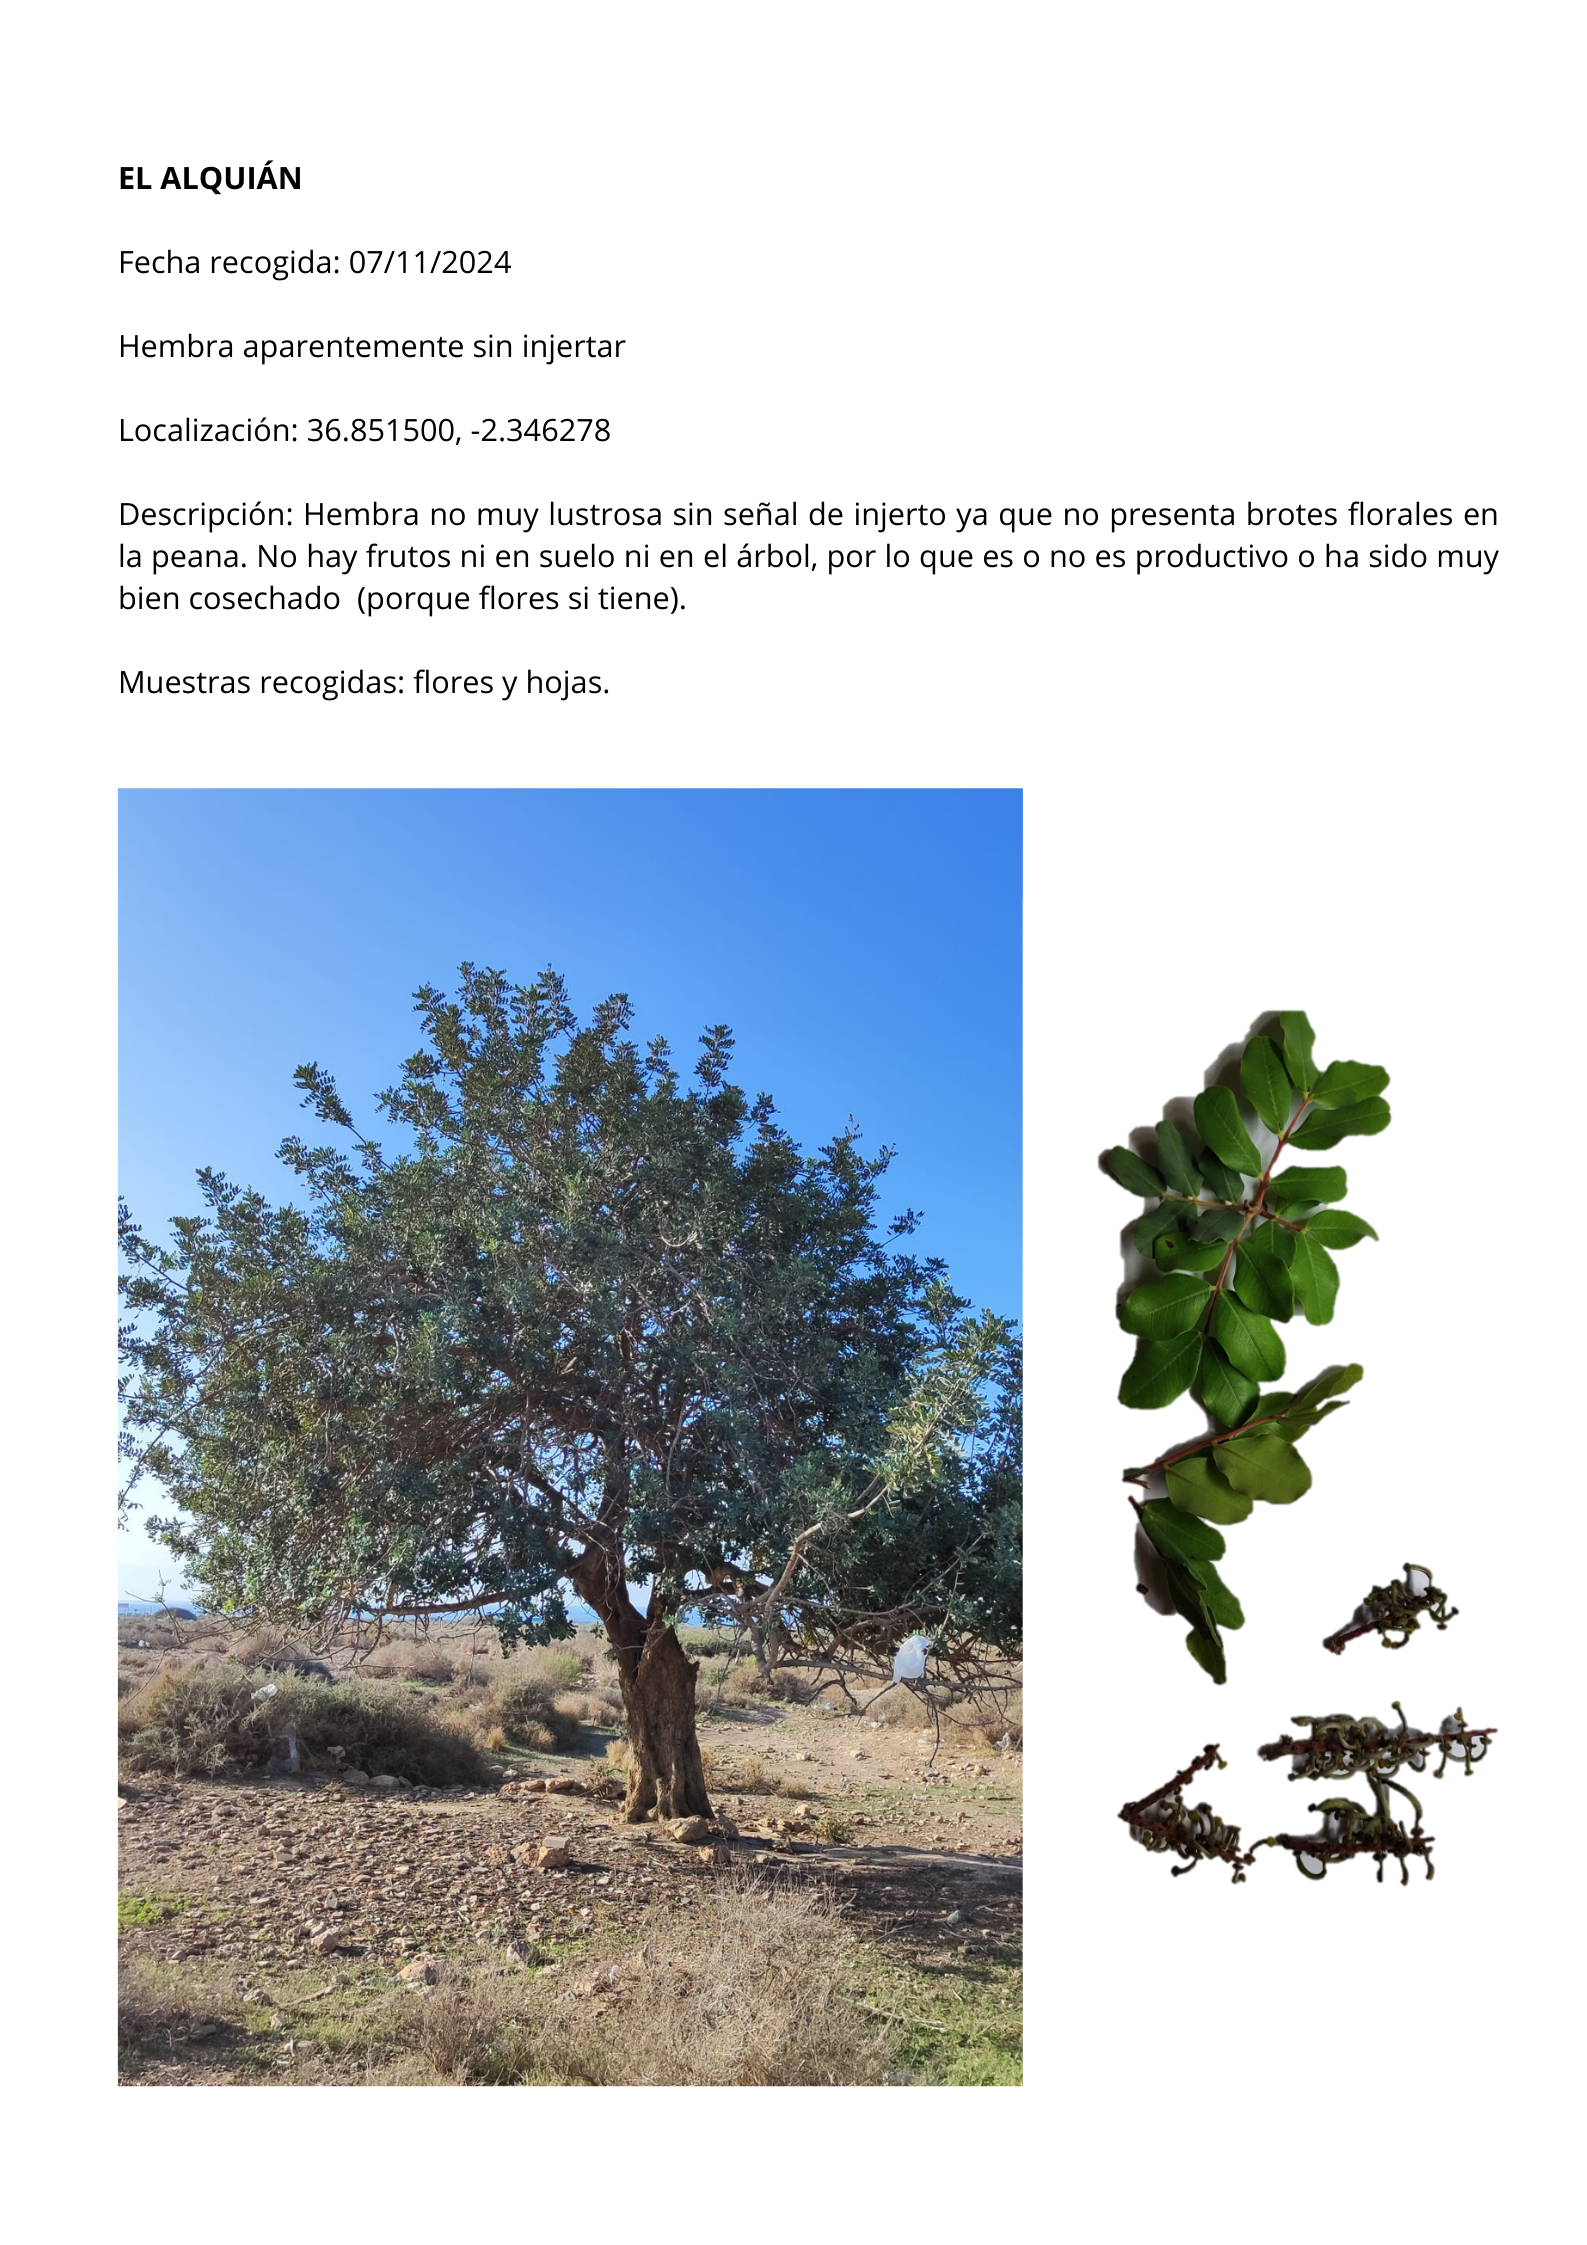 EL ALQUIÁN
Fecha recogida: 07/11/2024
Hembra aparentemente sin injertar
Localización: 36.851500, -2.346278
Descripción: Hembra no muy lustrosa sin señal de injerto ya que no presenta brotes florales en
la peana. No hay frutos ni en suelo ni en el árbol, por lo que es o no es productivo o ha sido muy
bien cosechado  (porque flores si tiene).
Muestras recogidas: flores y hojas.